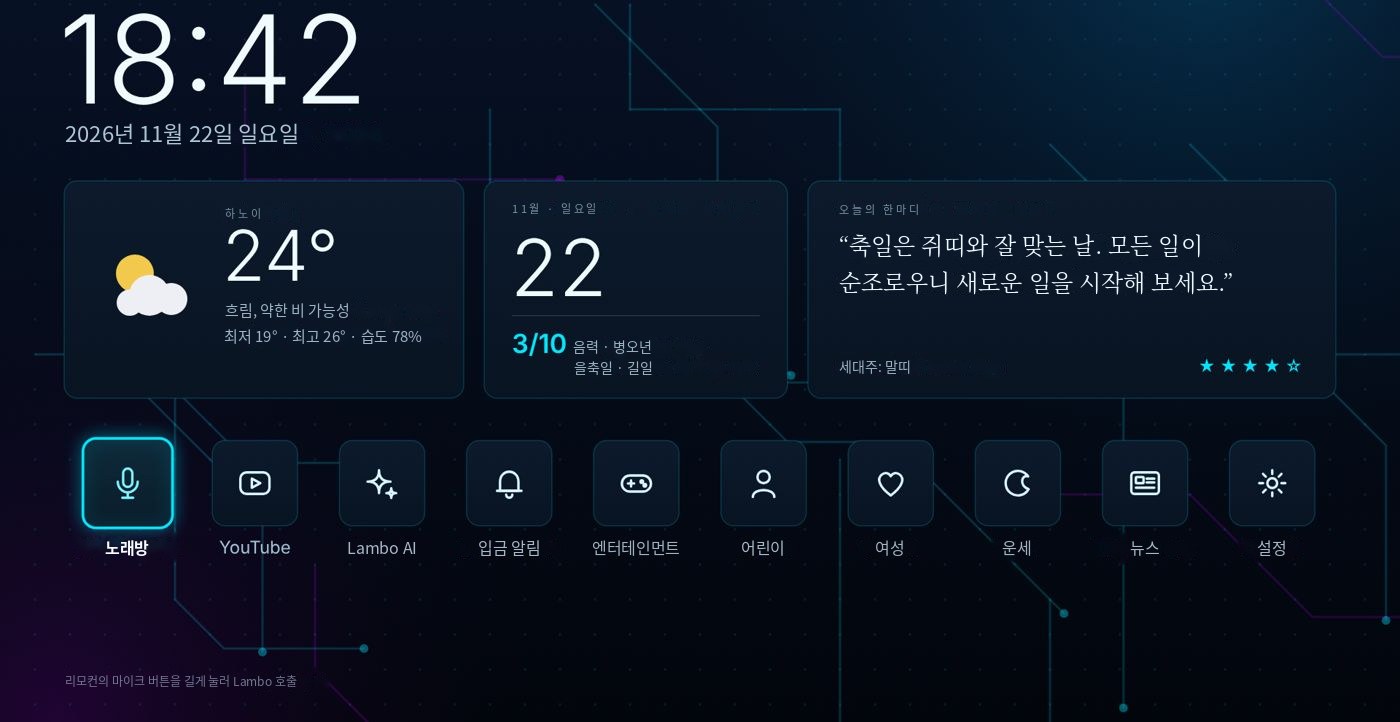 18:42
2026년 11월 22일 일요일
하노이
24°
흐림, 약한 비 가능성
최저 19° · 최고 26° · 습도 78%
11월 · 일요일
22
3/10 음력 · 병오년
을축일 · 길일
오늘의 한마디
“축일은 쥐띠와 잘 맞는 날. 모든 일이
순조로우니 새로운 일을 시작해 보세요.”
세대주: 말띠
★ ★ ★ ★ ☆
노래방
YouTube
Lambo AI
입금 알림
엔터테인먼트
어린이
여성
운세
뉴스
설정
리모컨의 마이크 버튼을 길게 눌러 Lambo 호출